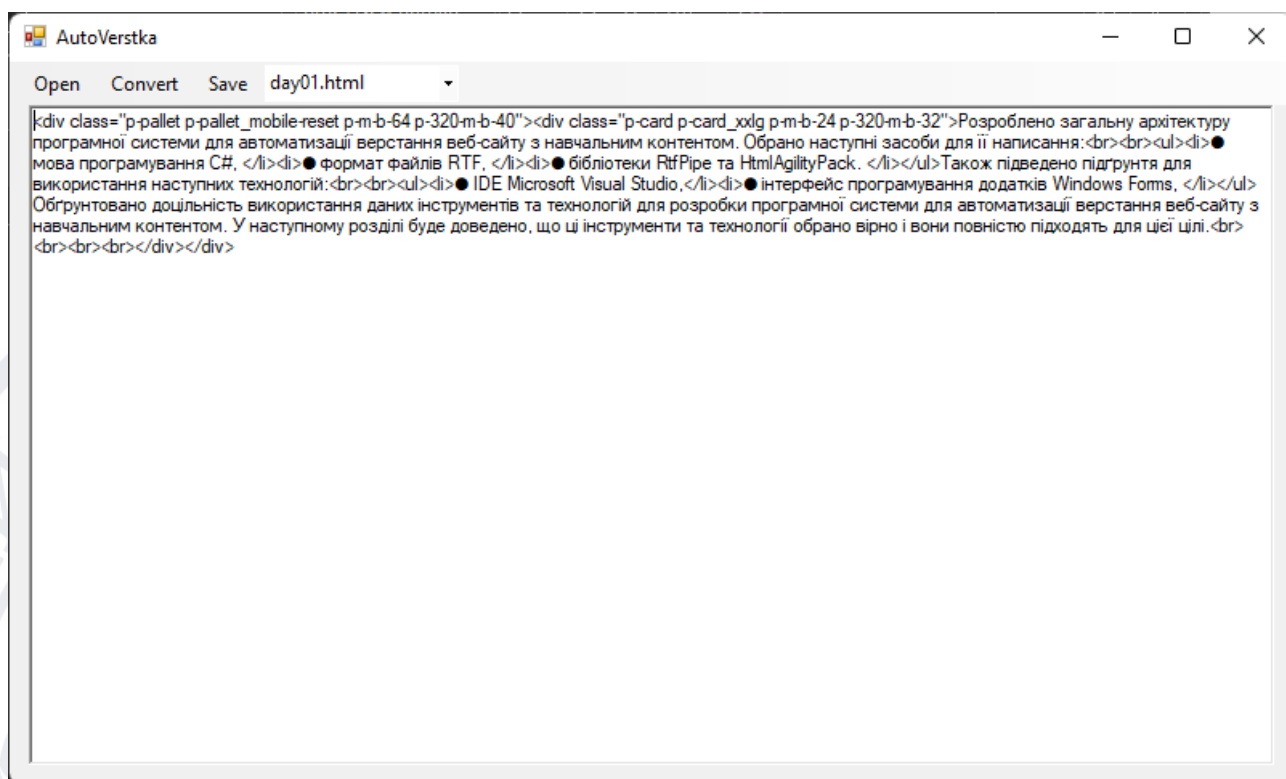 AutoVerstka
Open Convert Save day01.html
<div class="p-pallet p-pallet_mobile-reset p-m-b-64 p-320-m-b-40"><div class="p-card p-card_xxlg p-m-b-24 p-320-m-b-32">Розроблено загальну архітектуру
програмної системи для автоматизації верстання веб-сайту з навчальним контентом. Обрано наступні засоби для її написання:<br><br><ul><li>●
мова програмування C#, </li><li>● формат файлів RTF, </li><li>● бібліотеки RtfPipe та HtmlAgilityPack. </li></ul>Також підведено підґрунтя для
використання наступних технологій:<br><br><ul><li>● IDE Microsoft Visual Studio,</li><li>● інтерфейс програмування додатків Windows Forms, </li></ul>
Обґрунтовано доцільність використання даних інструментів та технологій для розробки програмної системи для автоматизації верстання веб-сайту з
навчальним контентом. У наступному розділі буде доведено, що ці інструменти та технології обрано вірно і вони повністю підходять для цієї цілі.<br>
<br><br><br></div></div>